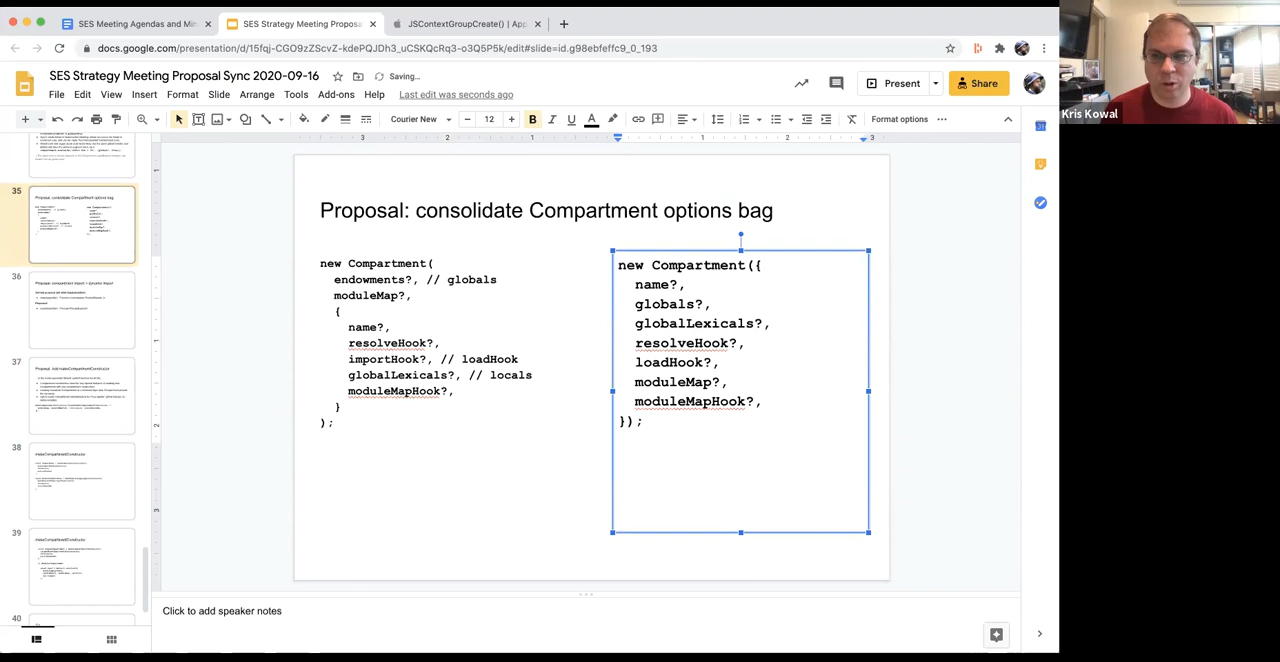 SES Meeting Agendas and Min
SES Strategy Meeting Proposa
JSContextGroupCreate() | App
docs.google.com/presentation/d/15fqj-CGO9zZScvZ-kdePQJDh3_uCSKQcRq3-o3Q5P5k/edit#slide=id.g98ebfeffc9_0_193
SES Strategy Meeting Proposal Sync 2020-09-16
Saving...
File Edit View Insert Format Slide Arrange Tools Add-ons Help Last edit was seconds ago
Present
Share
Courier New
12
Format options
Kris Kowal
35
36
37
38
39
40
Proposal: consolidate Compartment options bag
new Compartment(
endowments?, // globals
moduleMap?,
{
name?,
resolveHook?,
importHook?, // loadHook
globalLexicals?, // locals
moduleMapHook?,
}
);
new Compartment({
name?,
globals?,
globalLexicals?,
resolveHook?,
loadHook?,
moduleMap?,
moduleMapHook?,
});
Click to add speaker notes